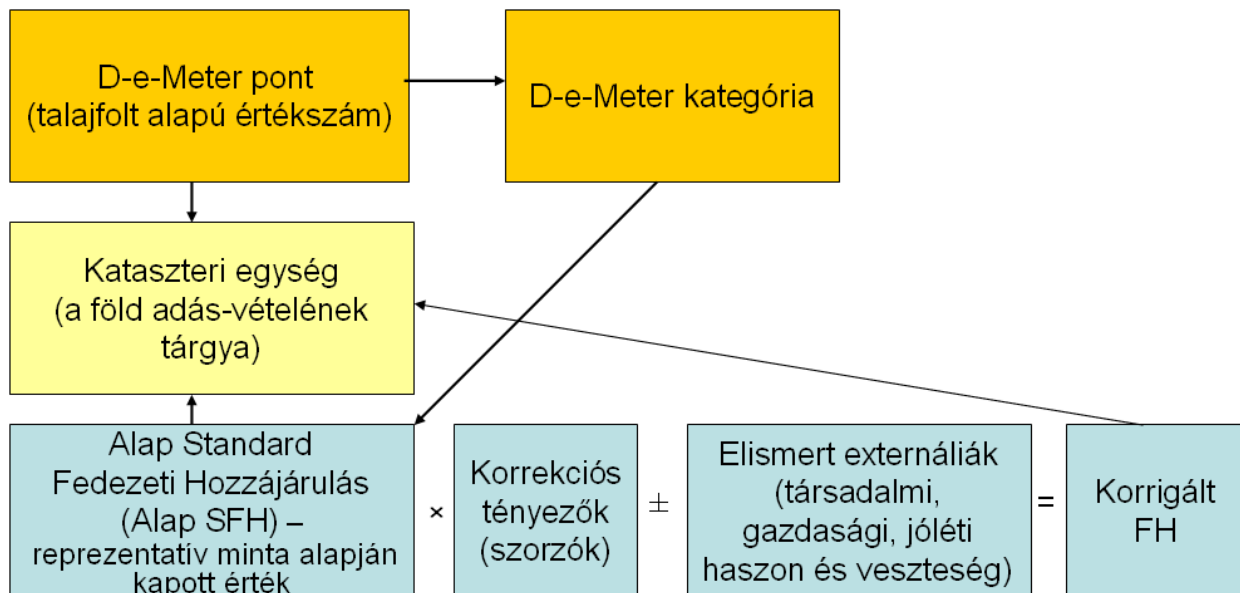 D-e-Meter pont
(talajfolt alapú értékszám)
D-e-Meter kategória
Kataszteri egység
(a föld adás-vételének
tárgya)
Alap Standard
Fedezeti Hozzájárulás
(Alap SFH) –
reprezentatív minta alapján
kapott érték
×
Korrekciós
tényezők
(szorzók)
±
Elismert externáliák
(társadalmi,
gazdasági, jóléti
haszon és veszteség)
=
Korrigált
FH